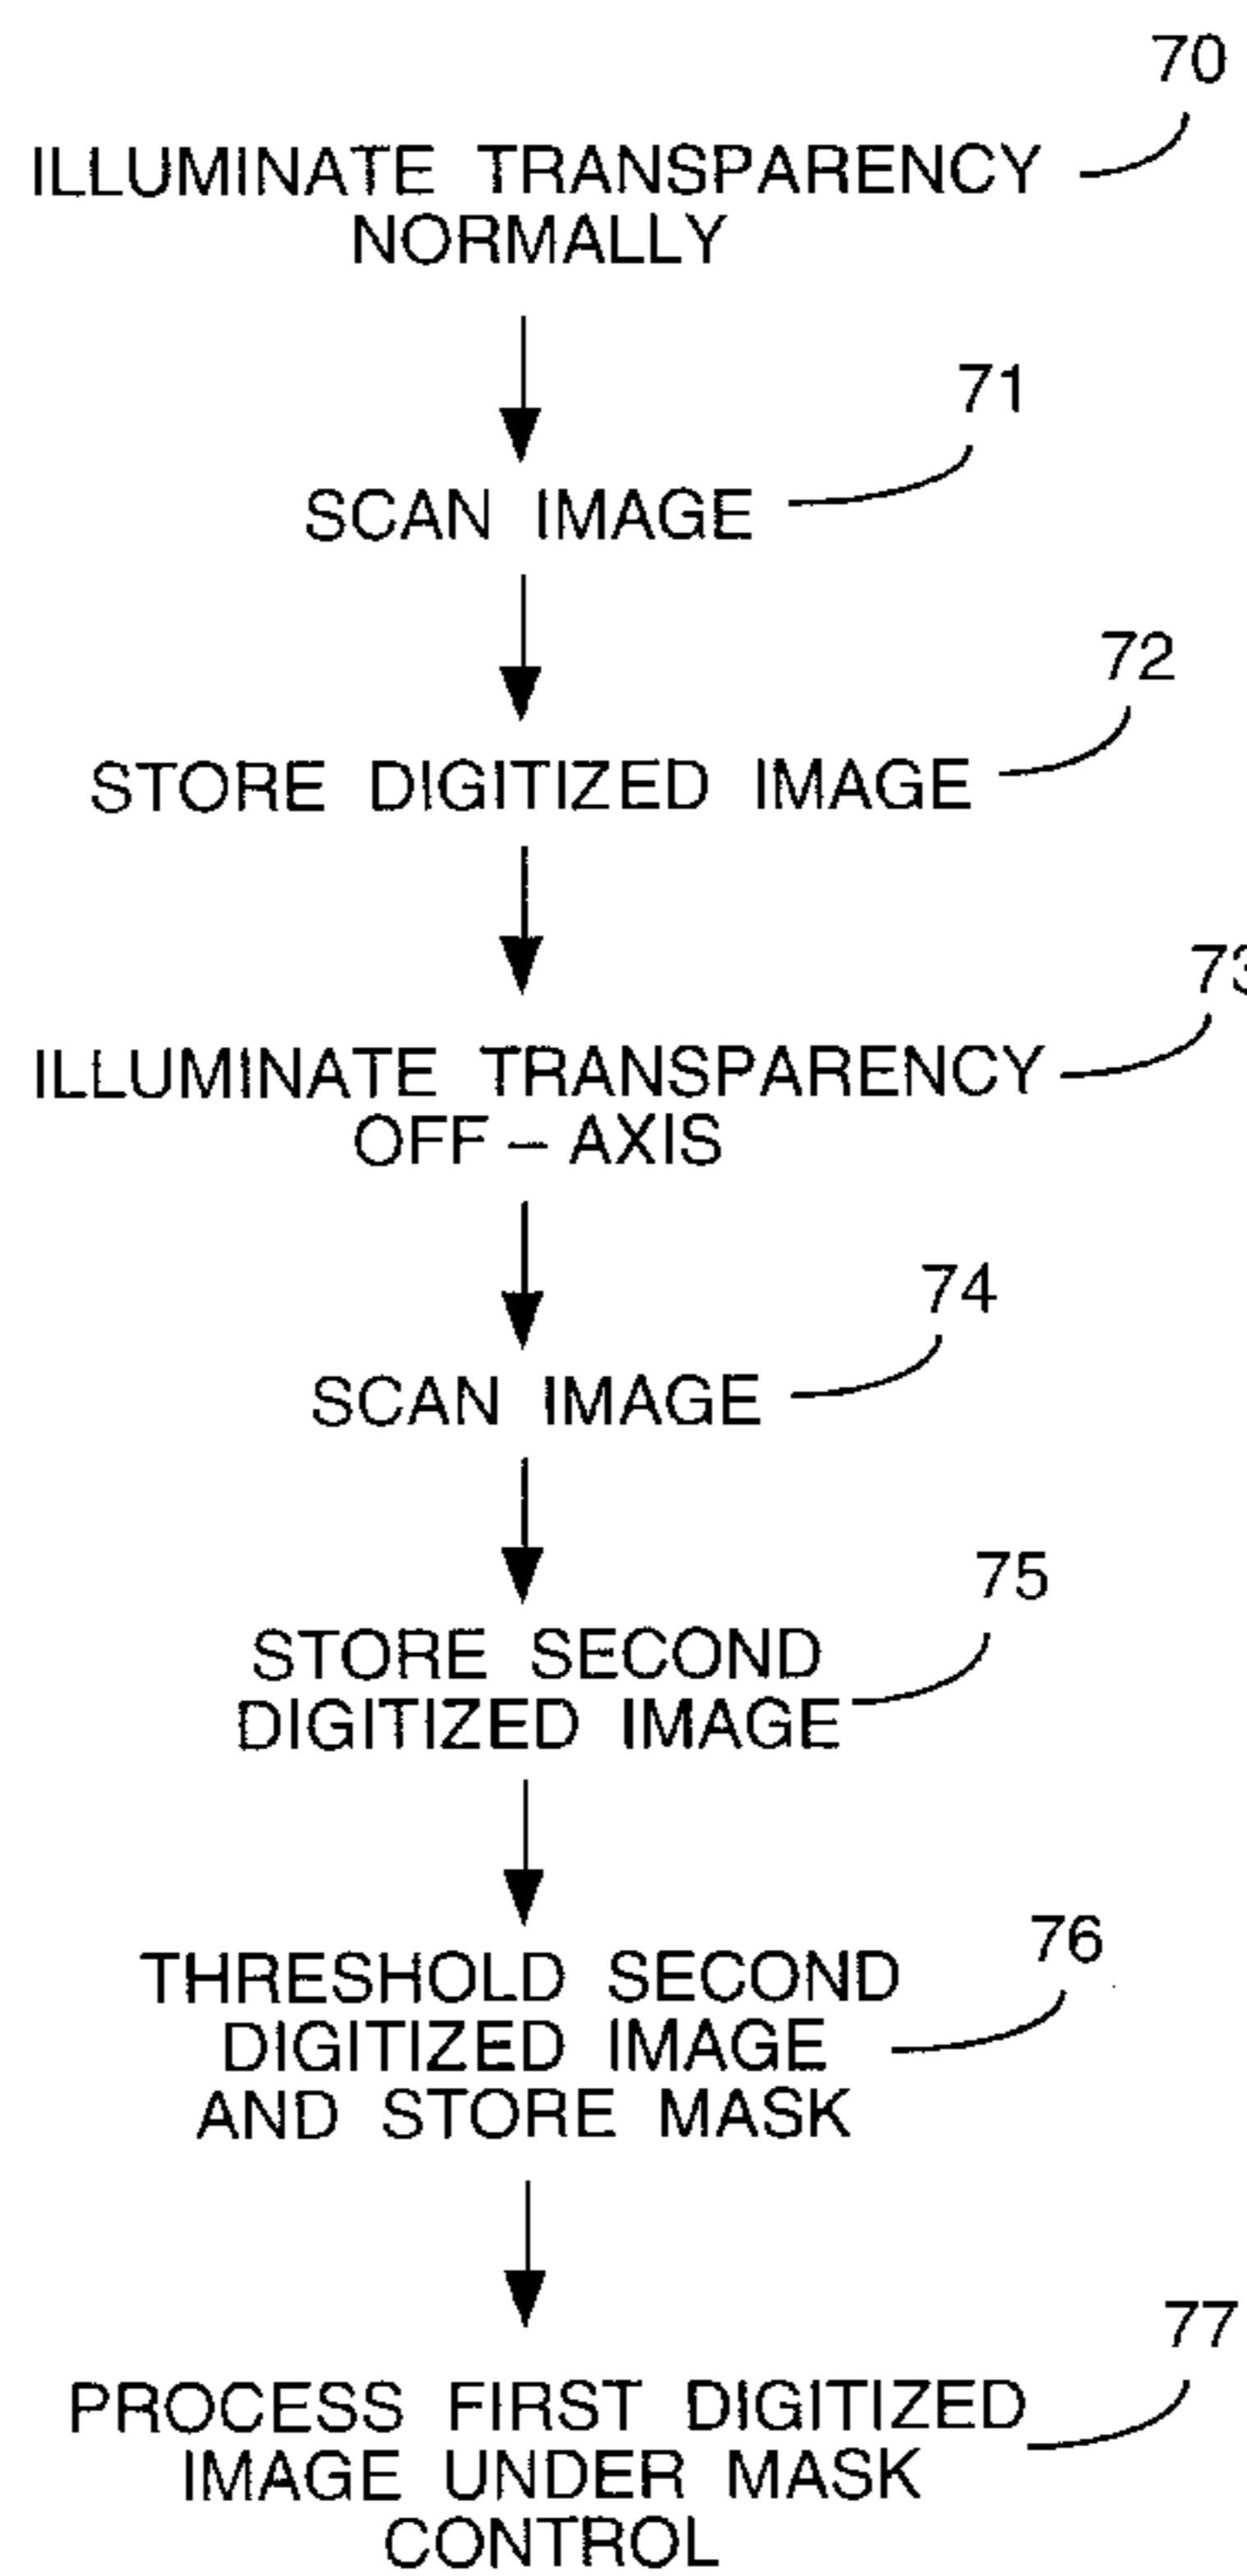 70
ILLUMINATE TRANSPARENCY
NORMALLY
71
SCAN IMAGE
72
STORE DIGITIZED IMAGE
73
ILLUMINATE TRANSPARENCY
OFF – AXIS
74
SCAN IMAGE
75
STORE SECOND
DIGITIZED IMAGE
76
THRESHOLD SECOND
DIGITIZED IMAGE
AND STORE MASK
77
PROCESS FIRST DIGITIZED
IMAGE UNDER MASK
CONTROL